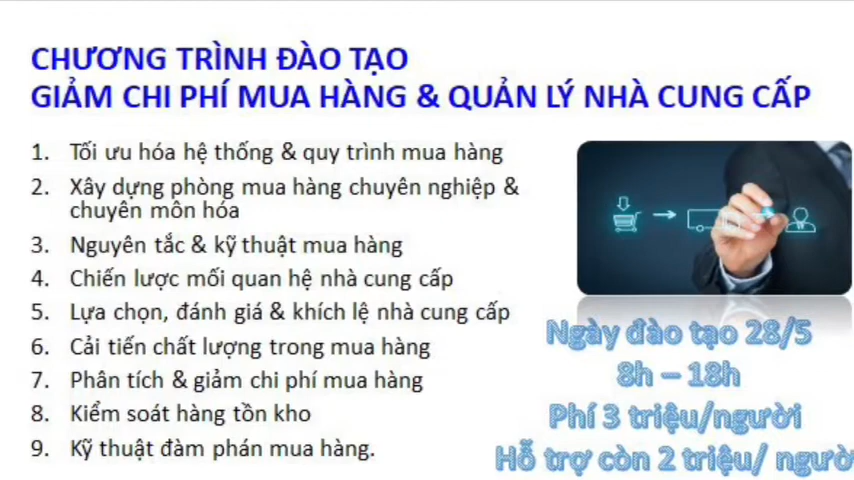 CHƯƠNG TRÌNH ĐÀO TẠO
GIẢM CHI PHÍ MUA HÀNG & QUẢN LÝ NHÀ CUNG CẤP
1. Tối ưu hóa hệ thống & quy trình mua hàng
2. Xây dựng phòng mua hàng chuyên nghiệp &
chuyên môn hóa
3. Nguyên tắc & kỹ thuật mua hàng
4. Chiến lược mối quan hệ nhà cung cấp
5. Lựa chọn, đánh giá & khích lệ nhà cung cấp
6. Cải tiến chất lượng trong mua hàng
7. Phân tích & giảm chi phí mua hàng
8. Kiểm soát hàng tồn kho
9. Kỹ thuật đàm phán mua hàng.
Ngày đào tạo 28/5
8h – 18h
Phí 3 triệu/người
Hỗ trợ còn 2 triệu/ ngườ